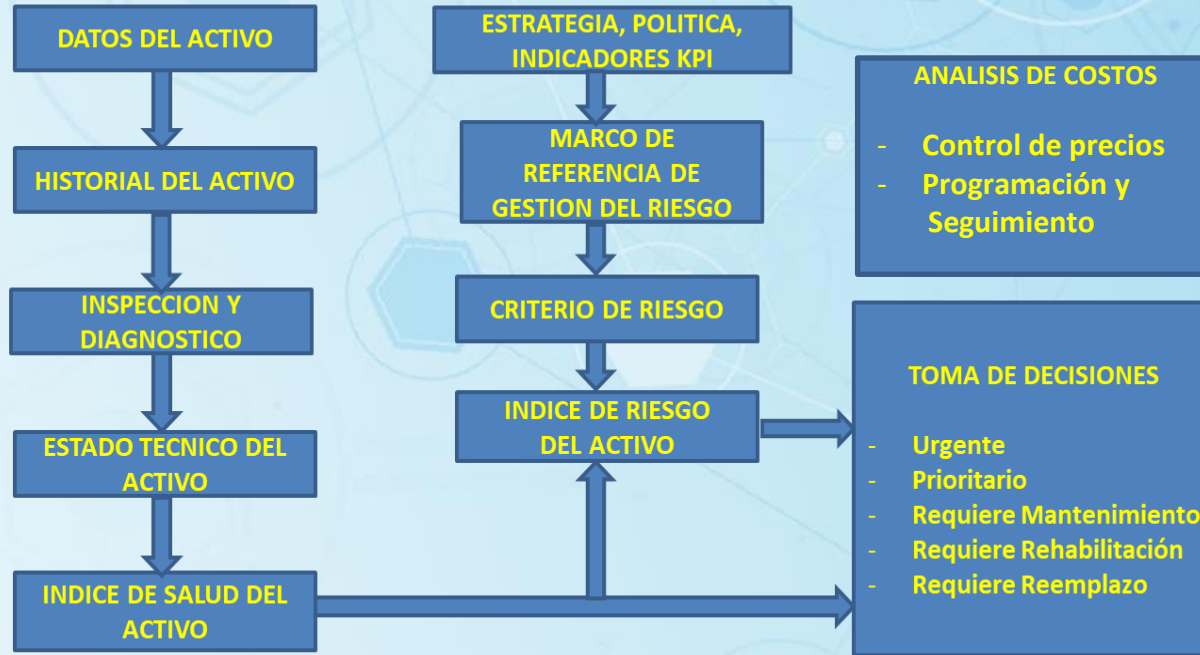 DATOS DEL ACTIVO
HISTORIAL DEL ACTIVO
INSPECCION Y
DIAGNOSTICO
ESTADO TECNICO DEL
ACTIVO
INDICE DE SALUD DEL
ACTIVO
ESTRATEGIA, POLITICA,
INDICADORES KPI
MARCO DE
REFERENCIA DE
GESTION DEL RIESGO
CRITERIO DE RIESGO
INDICE DE RIESGO
DEL ACTIVO
ANALISIS DE COSTOS
- Control de precios
- Programación y
Seguimiento
TOMA DE DECISIONES
- Urgente
- Prioritario
- Requiere Mantenimiento
- Requiere Rehabilitación
- Requiere Reemplazo